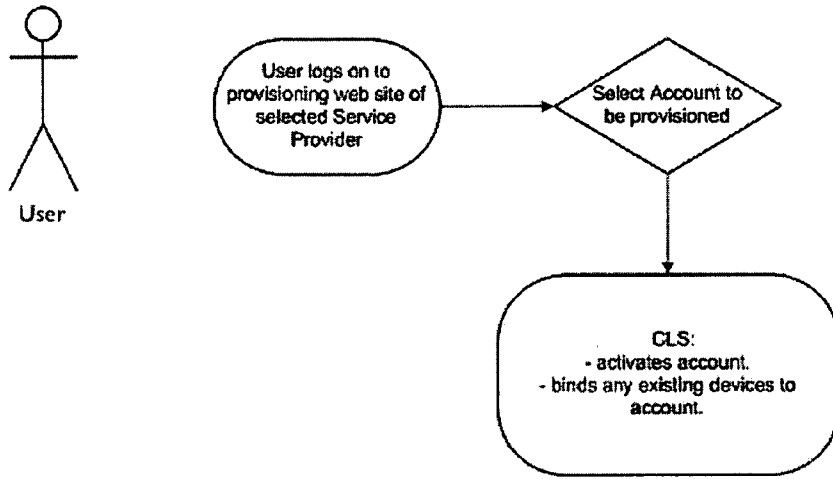 User logs on to
provisioning web site of
selected Service
Provider
Select Account to
be provisioned
User
CLS:
- activates account.
- binds any existing devices to
account.